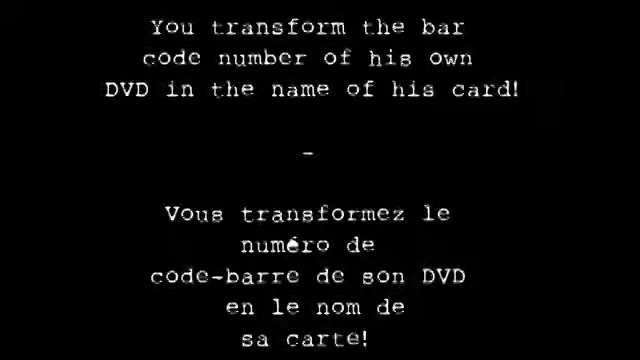 You transform the bar
code number of his own
DVD in the name of his card!
-
Vous transformez le
numéro de
code-barre de son DVD
en le nom de
sa carte!